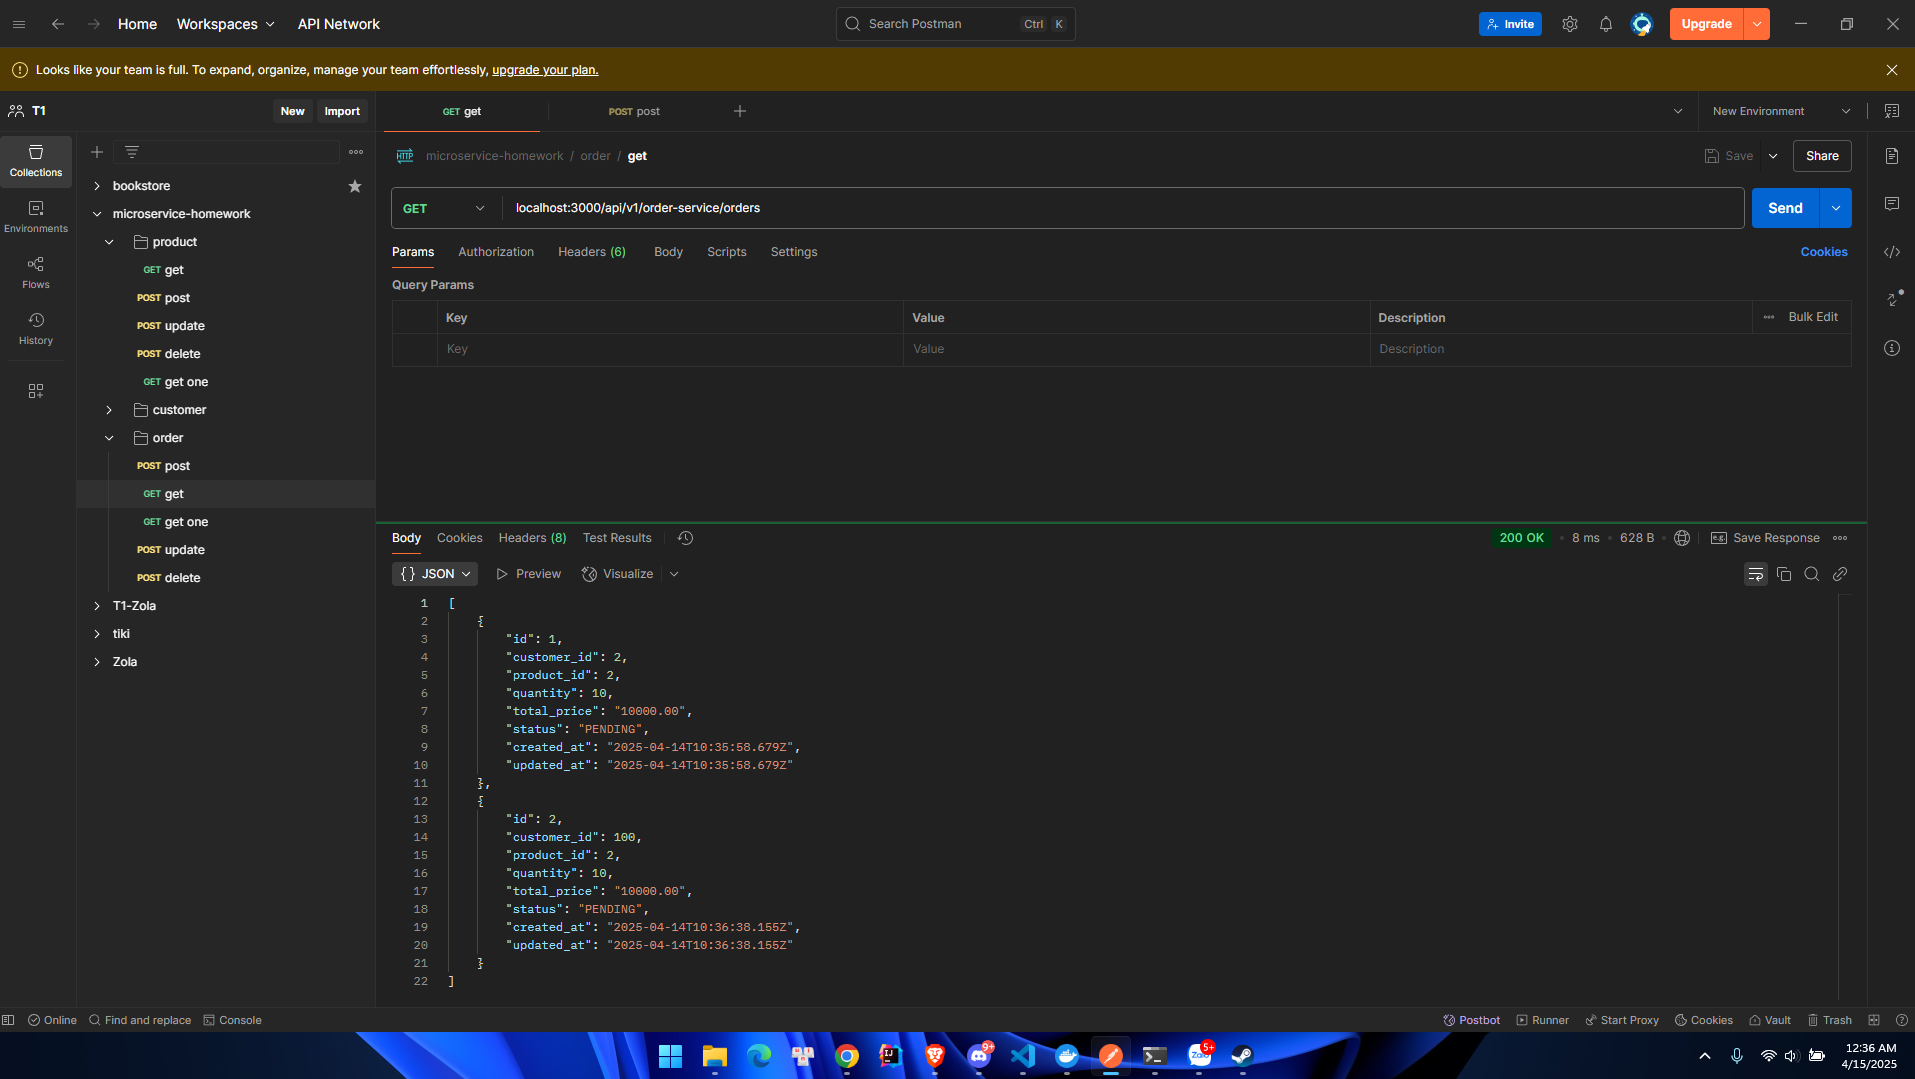 Home Workspaces API Network Search Postman Ctrl K Invite Upgrade
Looks like your team is full. To expand, organize, manage your team effortlessly, upgrade your plan.
T1 New Import GET get POST post New Environment
Collections
Environments
Flows
History
bookstore
microservice-homework
product
GET get
POST post
POST update
POST delete
GET get one
customer
order
POST post
GET get
GET get one
POST update
POST delete
T1-Zola
tiki
Zola
HTTP microservice-homework / order / get Save Share
GET localhost:3000/api/v1/order-service/orders Send
Params Authorization Headers (6) Body Scripts Settings Cookies
Query Params
Key Value Description Bulk Edit
Key Value Description
Body Cookies Headers (8) Test Results 200 OK • 8 ms • 628 B e.g. Save Response
{} JSON Preview Visualize
1 [
2 {
3 "id": 1,
4 "customer_id": 2,
5 "product_id": 2,
6 "quantity": 10,
7 "total_price": "10000.00",
8 "status": "PENDING",
9 "created_at": "2025-04-14T10:35:58.679Z",
10 "updated_at": "2025-04-14T10:35:58.679Z"
11 },
12 {
13 "id": 2,
14 "customer_id": 100,
15 "product_id": 2,
16 "quantity": 10,
17 "total_price": "10000.00",
18 "status": "PENDING",
19 "created_at": "2025-04-14T10:36:38.155Z",
20 "updated_at": "2025-04-14T10:36:38.155Z"
21 }
22 ]
Online Find and replace Console Postbot Runner Start Proxy Cookies Vault Trash
9+ 5+ 12:36 AM
4/15/2025